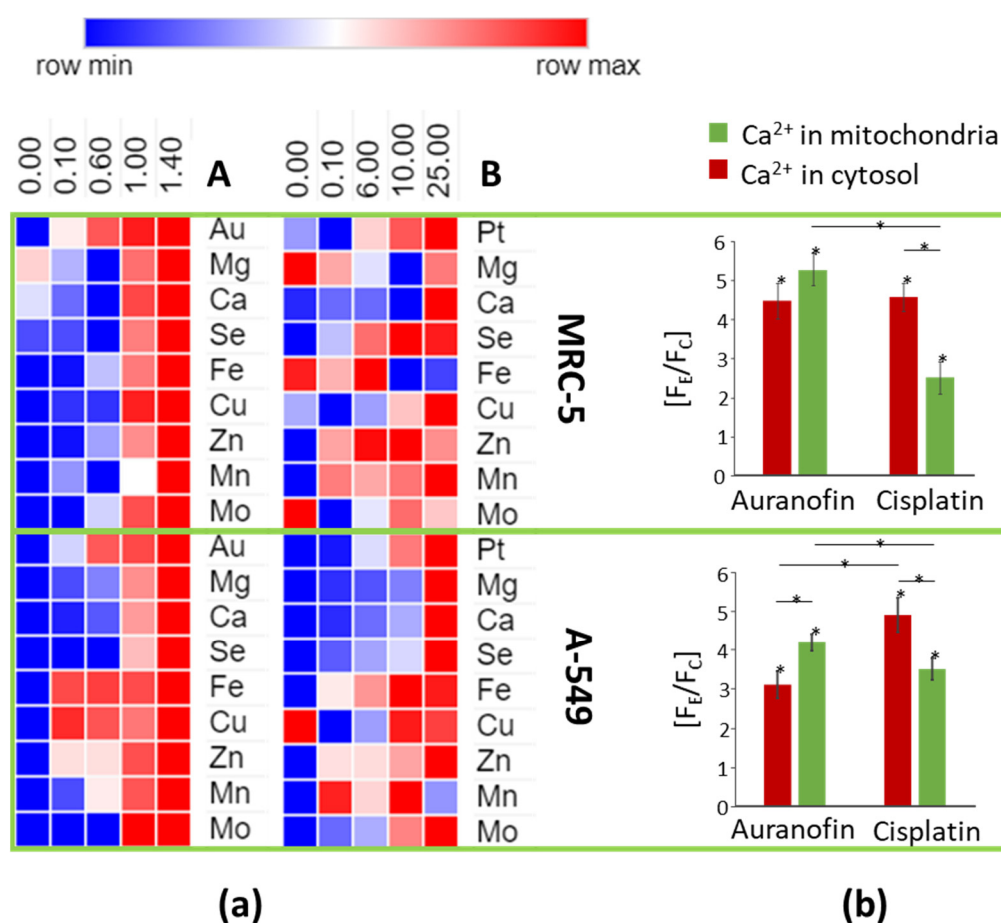 row min row max
0.00 0.10 0.60 1.00 1.40 A 0.00 0.10 6.00 10.00 25.00 B
Ca²⁺ in mitochondria
Ca²⁺ in cytosol
Au Pt
Mg Mg
Ca Ca
Se Se
Fe Fe
Cu Cu
Zn Zn
Mn Mn
Mo Mo
MRC-5
[F_E/F_C]
6
5
4
3
2
1
0
* * * * * *
Auranofin Cisplatin
Au Pt
Mg Mg
Ca Ca
Se Se
Fe Fe
Cu Cu
Zn Zn
Mn Mn
Mo Mo
A-549
[F_E/F_C]
6
5
4
3
2
1
0
* * * * * * * *
Auranofin Cisplatin
(a) (b)